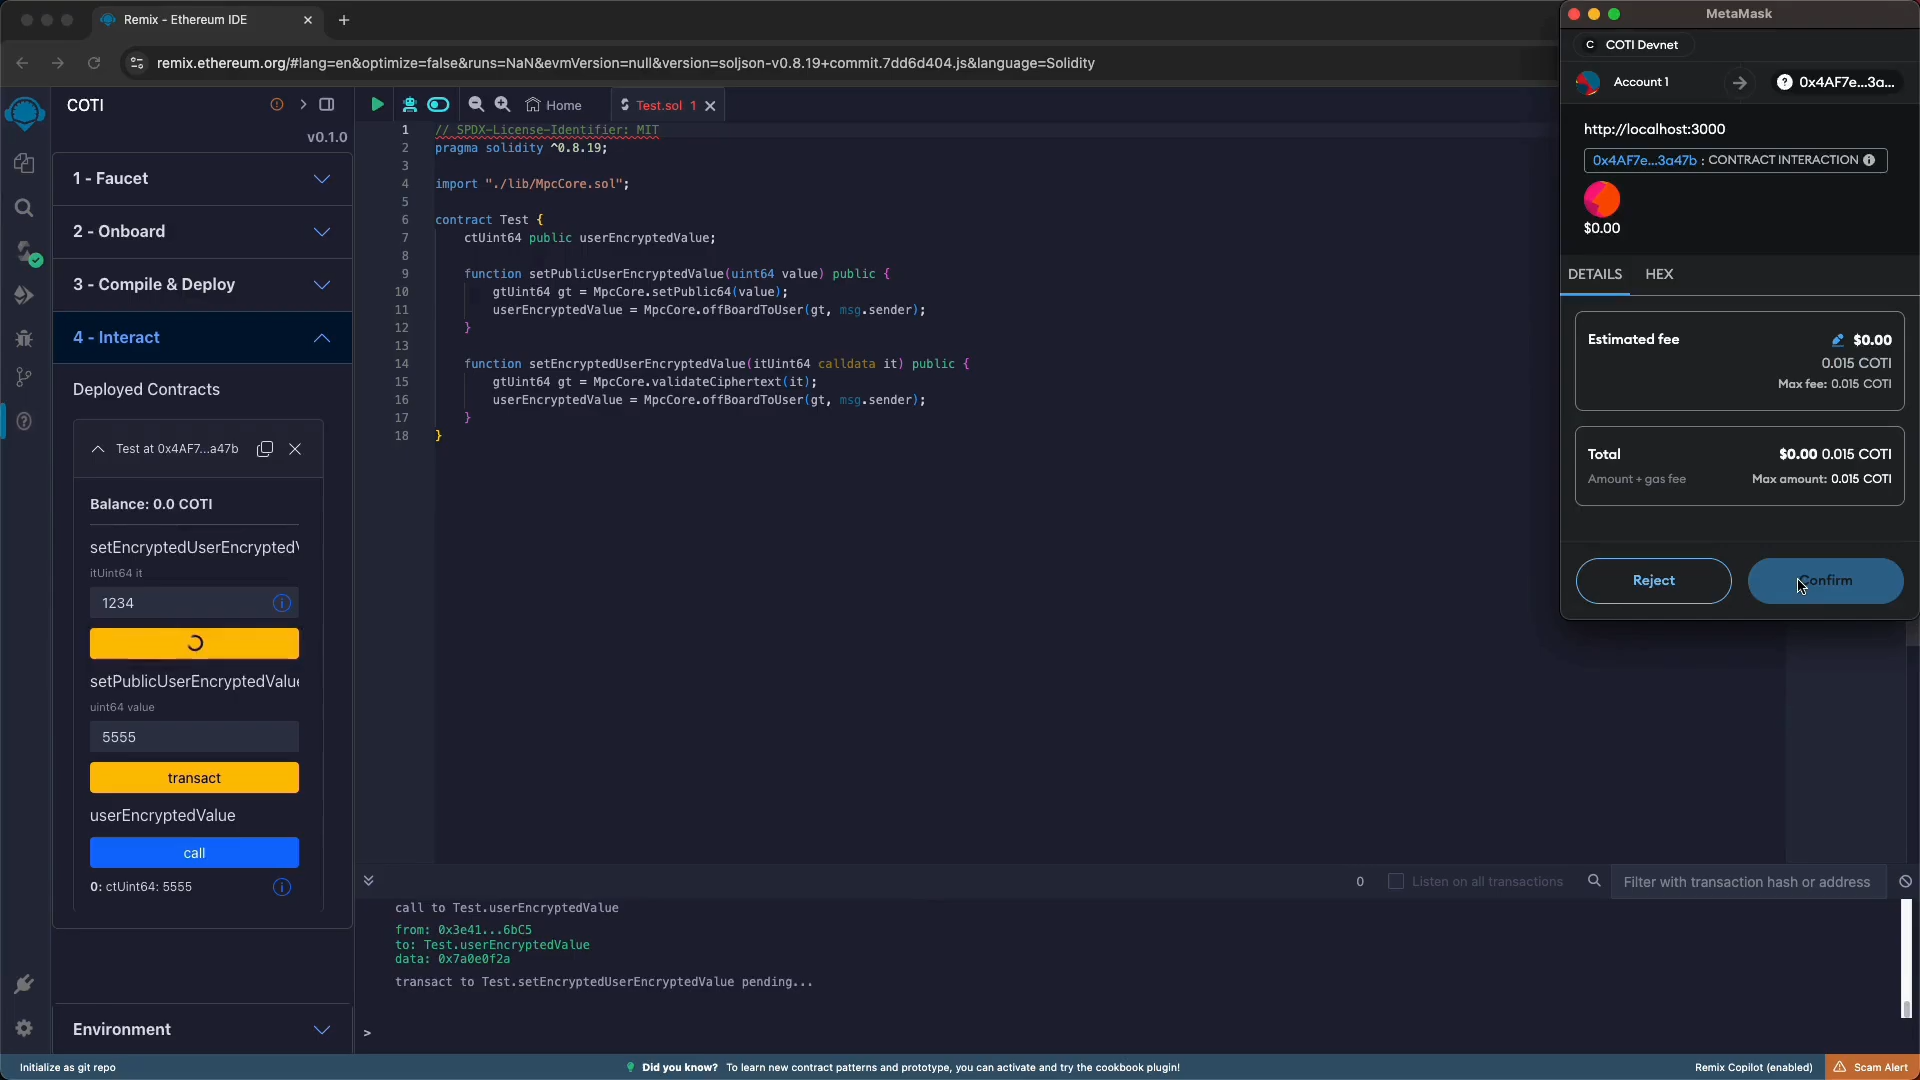 Remix - Ethereum IDE
remix.ethereum.org/#lang=en&optimize=false&runs=NaN&evmVersion=null&version=soljson-v0.8.19+commit.7dd6d404.js&language=Solidity
COTI
v0.1.0
1 - Faucet
2 - Onboard
3 - Compile & Deploy
4 - Interact
Deployed Contracts
Test at 0x4AF7...a47b
Balance: 0.0 COTI
setEncryptedUserEncryptedV
itUint64 it
1234
setPublicUserEncryptedValue
uint64 value
5555
transact
userEncryptedValue
call
0: ctUint64: 5555
Environment
Home
Test.sol 1
1 // SPDX-License-Identifier: MIT
2 pragma solidity ^0.8.19;
3
4 import "./lib/MpcCore.sol";
5
6 contract Test {
7 ctUint64 public userEncryptedValue;
8
9 function setPublicUserEncryptedValue(uint64 value) public {
10 gtUint64 gt = MpcCore.setPublic64(value);
11 userEncryptedValue = MpcCore.offBoardToUser(gt, msg.sender);
12 }
13
14 function setEncryptedUserEncryptedValue(itUint64 calldata it) public {
15 gtUint64 gt = MpcCore.validateCiphertext(it);
16 userEncryptedValue = MpcCore.offBoardToUser(gt, msg.sender);
17 }
18 }
0 Listen on all transactions Filter with transaction hash or address
call to Test.userEncryptedValue
from: 0x3e41...6bC5
to: Test.userEncryptedValue
data: 0x7a0e0f2a
transact to Test.setEncryptedUserEncryptedValue pending...
>
MetaMask
C COTI Devnet
Account 1 0x4AF7e...3a...
http://localhost:3000
0x4AF7e...3a47b : CONTRACT INTERACTION
$0.00
DETAILS HEX
Estimated fee $0.00
0.015 COTI
Max fee: 0.015 COTI
Total $0.00 0.015 COTI
Amount + gas fee Max amount: 0.015 COTI
Reject Confirm
Initialize as git repo
Did you know? To learn new contract patterns and prototype, you can activate and try the cookbook plugin!
Remix Copilot (enabled)
Scam Alert